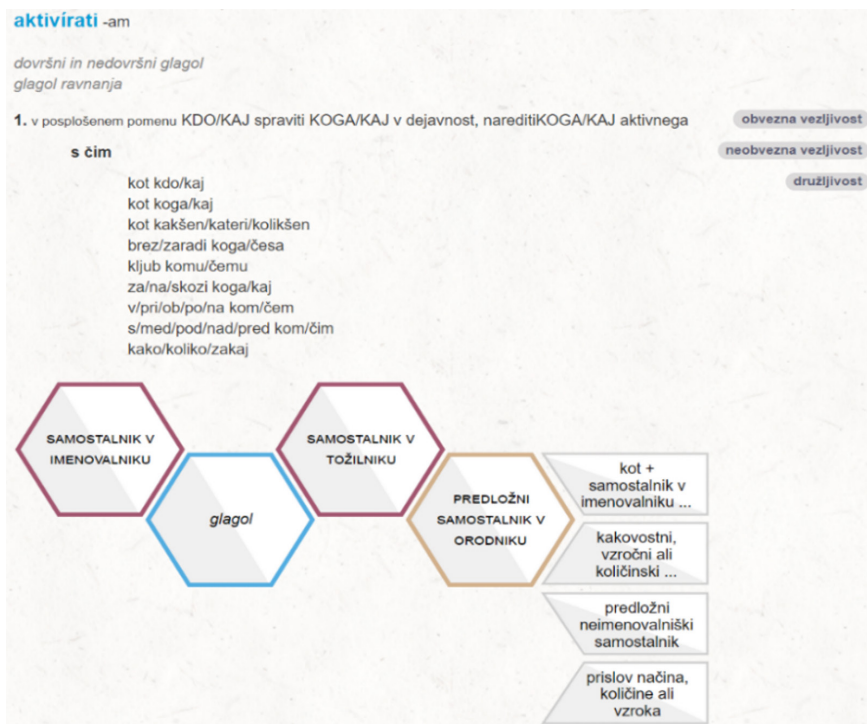 aktivírati -am
dovršni in nedovršni glagol
glagol ravnanja
1. v posplošenem pomenu KDO/KAJ spraviti KOGA/KAJ v dejavnost, nareditiKOGA/KAJ aktivnega
obvezna vezljivost
s čim
neobvezna vezljivost
kot kdo/kaj
družljivost
kot koga/kaj
kot kakšen/kateri/kolikšen
brez/zaradi koga/česa
kljub komu/čemu
za/na/skozi koga/kaj
v/pri/ob/po/na kom/čem
s/med/pod/nad/pred kom/čim
kako/koliko/zakaj
SAMOSTALNIK V
IMENOVALNIKU
glagol
SAMOSTALNIK V
TOŽILNIKU
PREDLOŽNI
SAMOSTALNIK V
ORODNIKU
kot +
samostalnik v
imenovalniku ...
kakovostni,
vzročni ali
količinski ...
predložni
neimenovalniški
samostalnik
prislov načina,
količine ali
vzroka